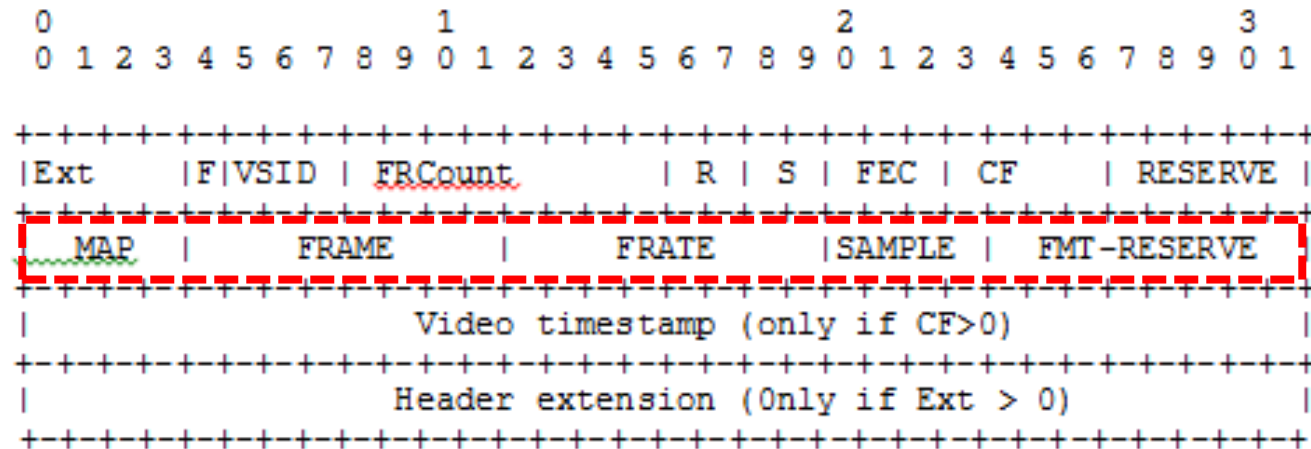 0                   1                   2                   3
0 1 2 3 4 5 6 7 8 9 0 1 2 3 4 5 6 7 8 9 0 1 2 3 4 5 6 7 8 9 0 1
+-+-+-+-+-+-+-+-+-+-+-+-+-+-+-+-+-+-+-+-+-+-+-+-+-+-+-+-+-+-+-+-+
|Ext    |F|VSID | FRCount       | R | S | FEC | CF    | RESERVE |
+-+-+-+-+-+-+-+-+-+-+-+-+-+-+-+-+-+-+-+-+-+-+-+-+-+-+-+-+-+-+-+-+
|  MAP  |     FRAME     |     FRATE     |SAMPLE |  FMT-RESERVE  |
+-+-+-+-+-+-+-+-+-+-+-+-+-+-+-+-+-+-+-+-+-+-+-+-+-+-+-+-+-+-+-+-+
|                   Video timestamp (only if CF>0)              |
+-+-+-+-+-+-+-+-+-+-+-+-+-+-+-+-+-+-+-+-+-+-+-+-+-+-+-+-+-+-+-+-+
|                  Header extension (Only if Ext > 0)           |
+-+-+-+-+-+-+-+-+-+-+-+-+-+-+-+-+-+-+-+-+-+-+-+-+-+-+-+-+-+-+-+-+